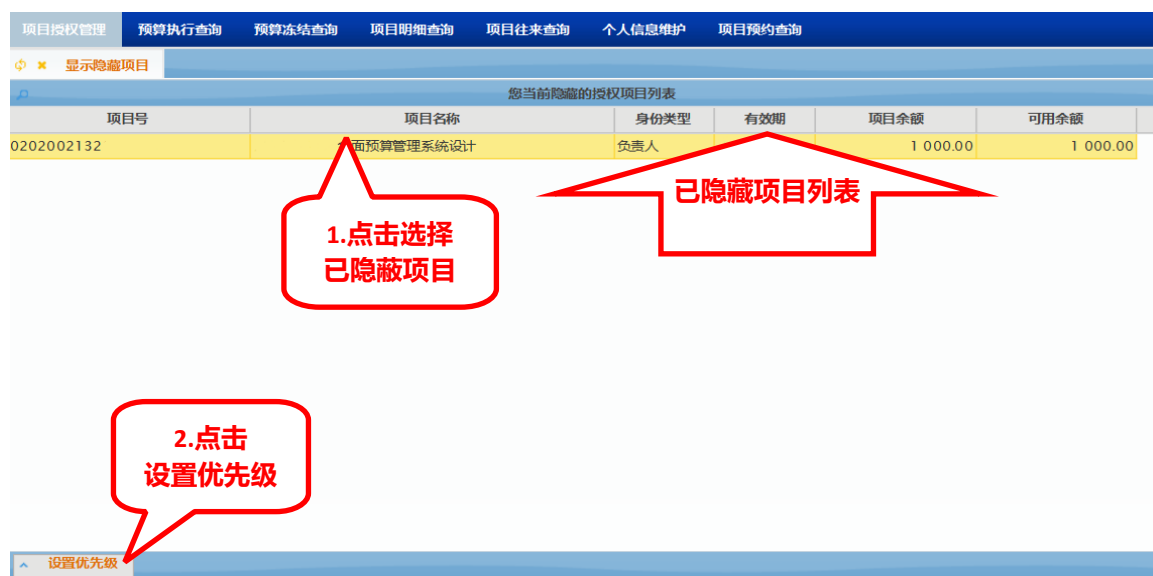 项目授权管理 预算执行查询 预算冻结查询 项目明细查询 项目往来查询 个人信息维护 项目预约查询
显示隐藏项目
您当前隐藏的授权项目列表
项目号 项目名称 身份类型 有效期 项目余额 可用余额
0202002132 面预算管理系统设计 负责人 1 000.00 1 000.00
已隐藏项目列表
1.点击选择
已隐蔽项目
2.点击
设置优先级
设置优先级